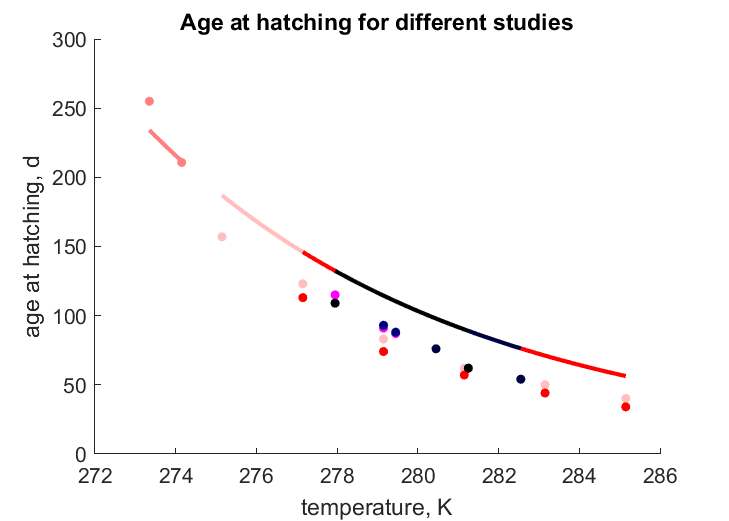 Age at hatching for different studies
300
250
200
150
100
50
0
age at hatching, d
272 274 276 278 280 282 284 286
temperature, K